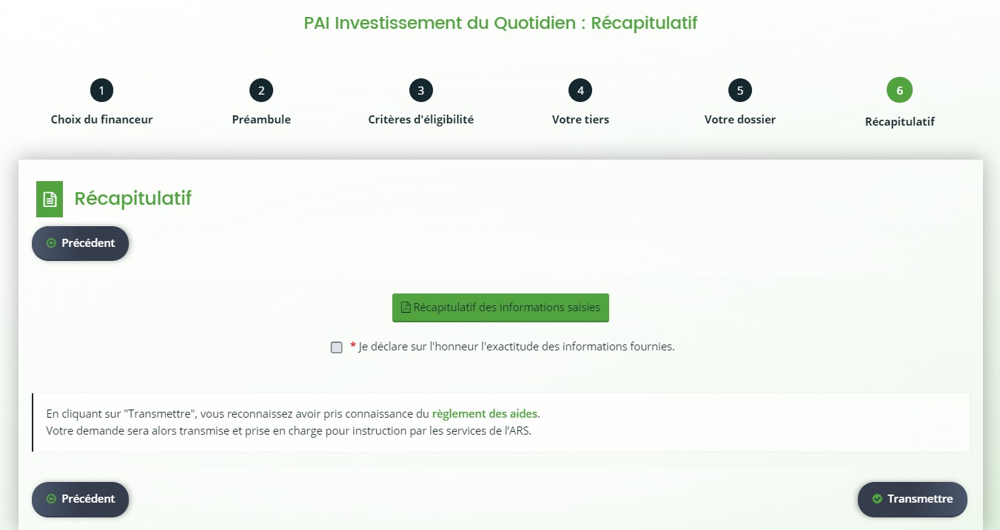 PAI Investissement du Quotidien : Récapitulatif
1
2
3
4
5
6
Choix du financeur
Préambule
Critères d'éligibilité
Votre tiers
Votre dossier
Récapitulatif
Récapitulatif
Précédent
Récapitulatif des informations saisies
* Je déclare sur l'honneur l'exactitude des informations fournies.
En cliquant sur "Transmettre", vous reconnaissez avoir pris connaissance du règlement des aides.
Votre demande sera alors transmise et prise en charge pour instruction par les services de l’ARS.
Précédent
Transmettre